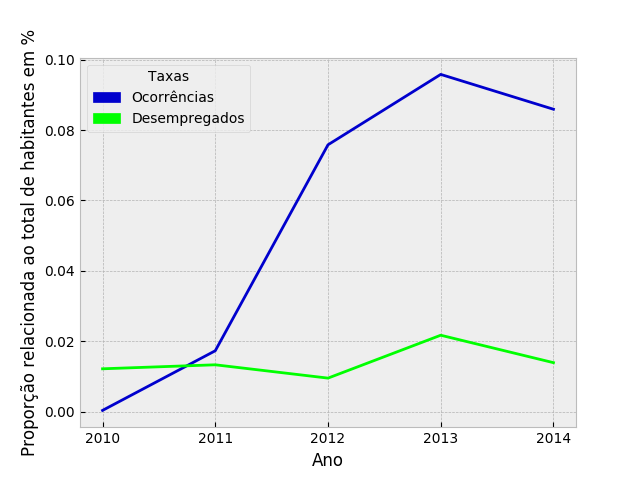 Proporção relacionada ao total de habitantes em %
0.10
0.08
0.06
0.04
0.02
0.00
Taxas
Ocorrências
Desempregados
2010 2011 2012 2013 2014
Ano